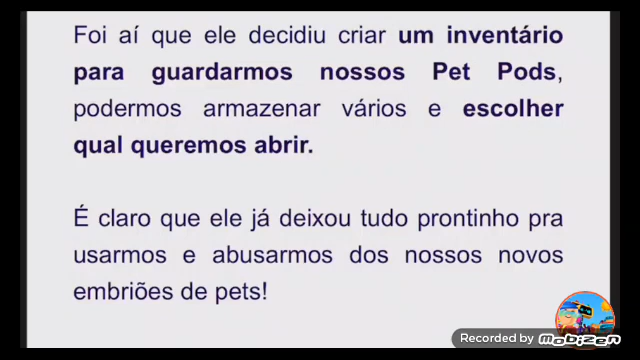 Foi aí que ele decidiu criar um inventário
para guardarmos nossos Pet Pods,
podermos armazenar vários e escolher
qual queremos abrir.
É claro que ele já deixou tudo prontinho pra
usarmos e abusarmos dos nossos novos
embriões de pets!
Recorded by Mobizen